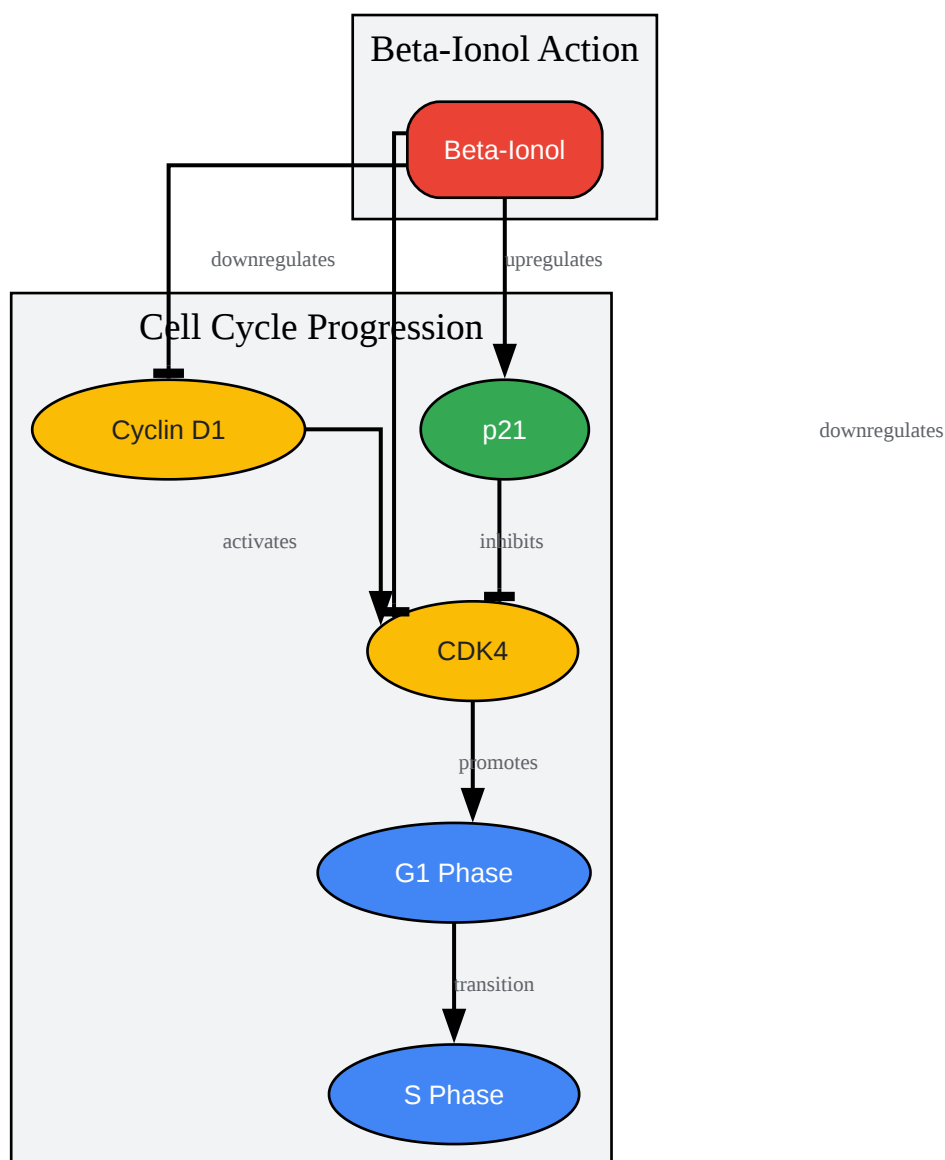 Beta-Ionol Action
Beta-Ionol
downregulates
upregulates
Cell Cycle Progression
Cyclin D1
p21
downregulates
activates
inhibits
CDK4
promotes
G1 Phase
transition
S Phase